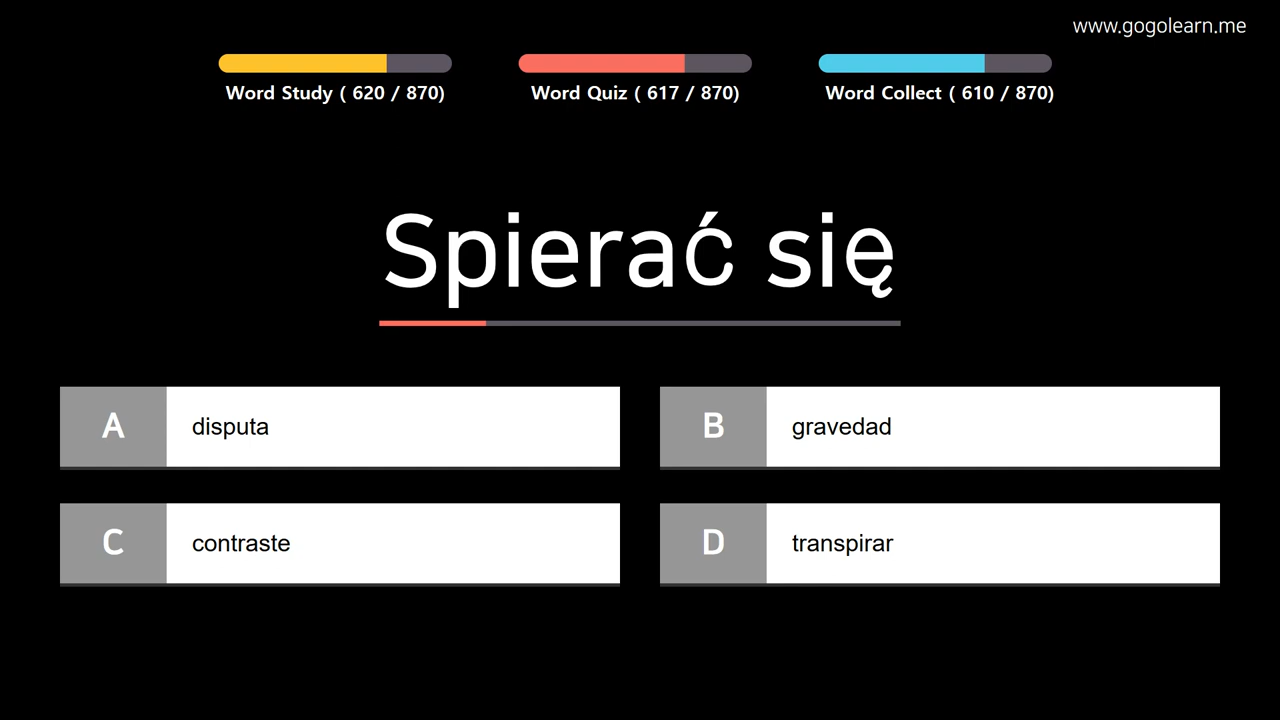 www.gogolearn.me
Word Study ( 620 / 870)
Word Quiz ( 617 / 870)
Word Collect ( 610 / 870)
Spierać się
A disputa
B gravedad
C contraste
D transpirar